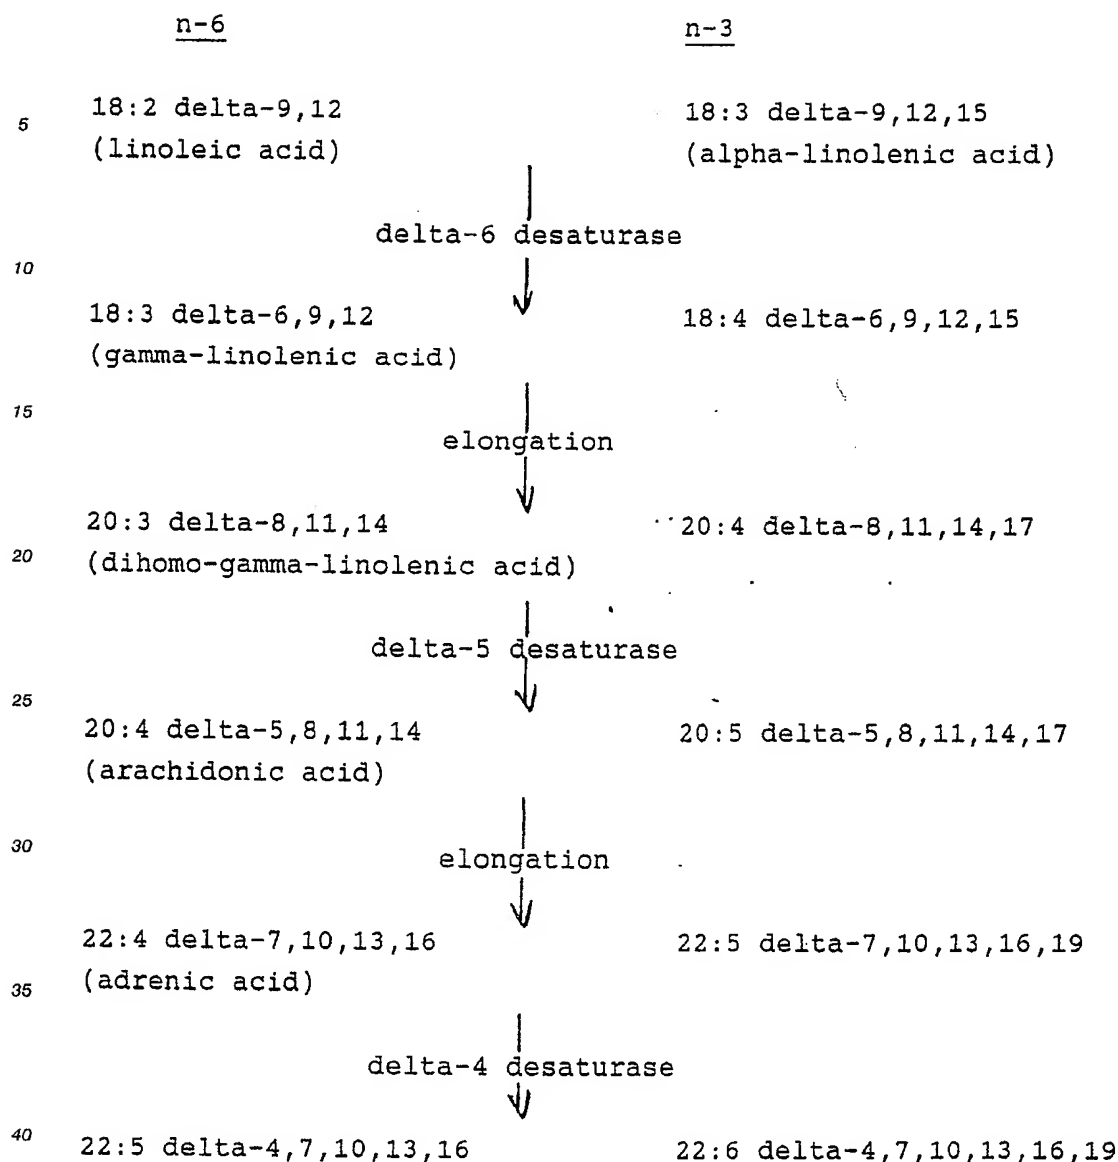 n-6 n-3
5 18:2 delta-9,12 18:3 delta-9,12,15
(linoleic acid) (alpha-linolenic acid)
delta-6 desaturase
10
18:3 delta-6,9,12 18:4 delta-6,9,12,15
(gamma-linolenic acid)
15
elongation
20:3 delta-8,11,14 20:4 delta-8,11,14,17
20 (dihomo-gamma-linolenic acid)
delta-5 desaturase
25
20:4 delta-5,8,11,14 20:5 delta-5,8,11,14,17
(arachidonic acid)
30
elongation
22:4 delta-7,10,13,16 22:5 delta-7,10,13,16,19
35 (adrenic acid)
delta-4 desaturase
40 22:5 delta-4,7,10,13,16 22:6 delta-4,7,10,13,16,19